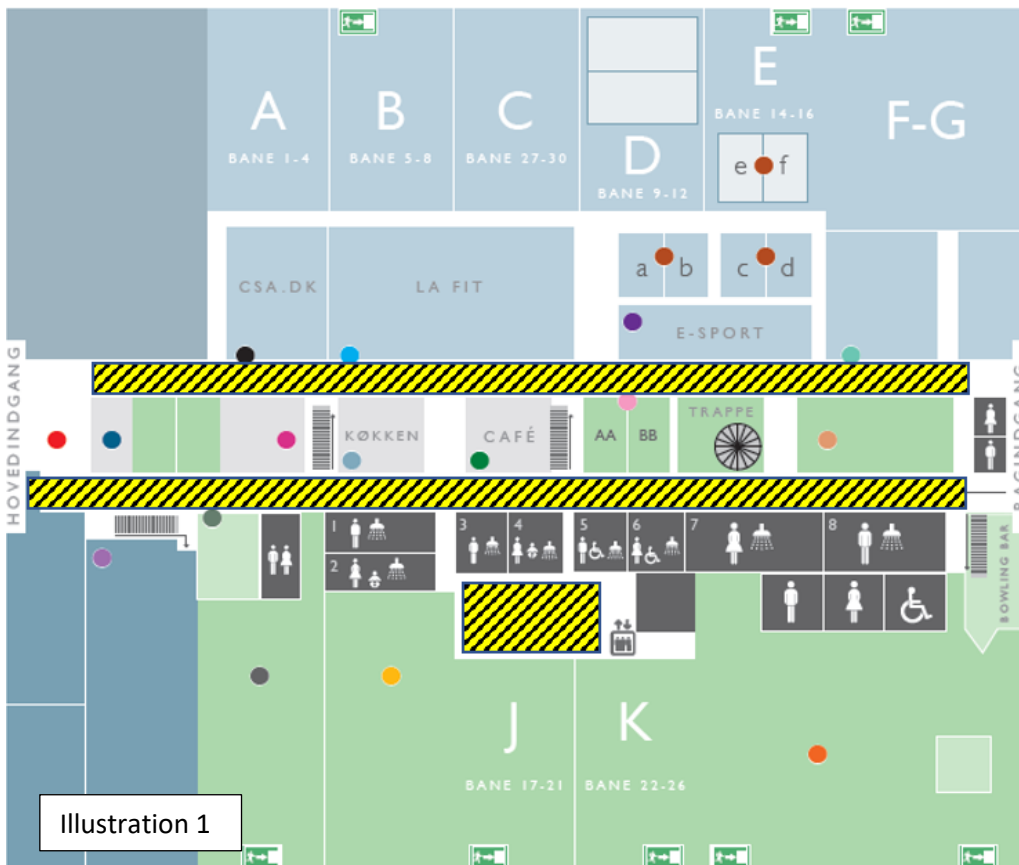 A
BANE 1-4
B
BANE 5-8
C
BANE 27-30
D
BANE 9-12
E
BANE 14-16
e f
F-G
CSA.DK
LA FIT
a b
c d
E-SPORT
HOVEDINDGANG
BAGINDGANG
KØKKEN
CAFÉ
AA BB
TRAPPE
1
2
3
4
5
6
7
8
BOWLING BAR
J
BANE 17-21
K
BANE 22-26
Illustration 1